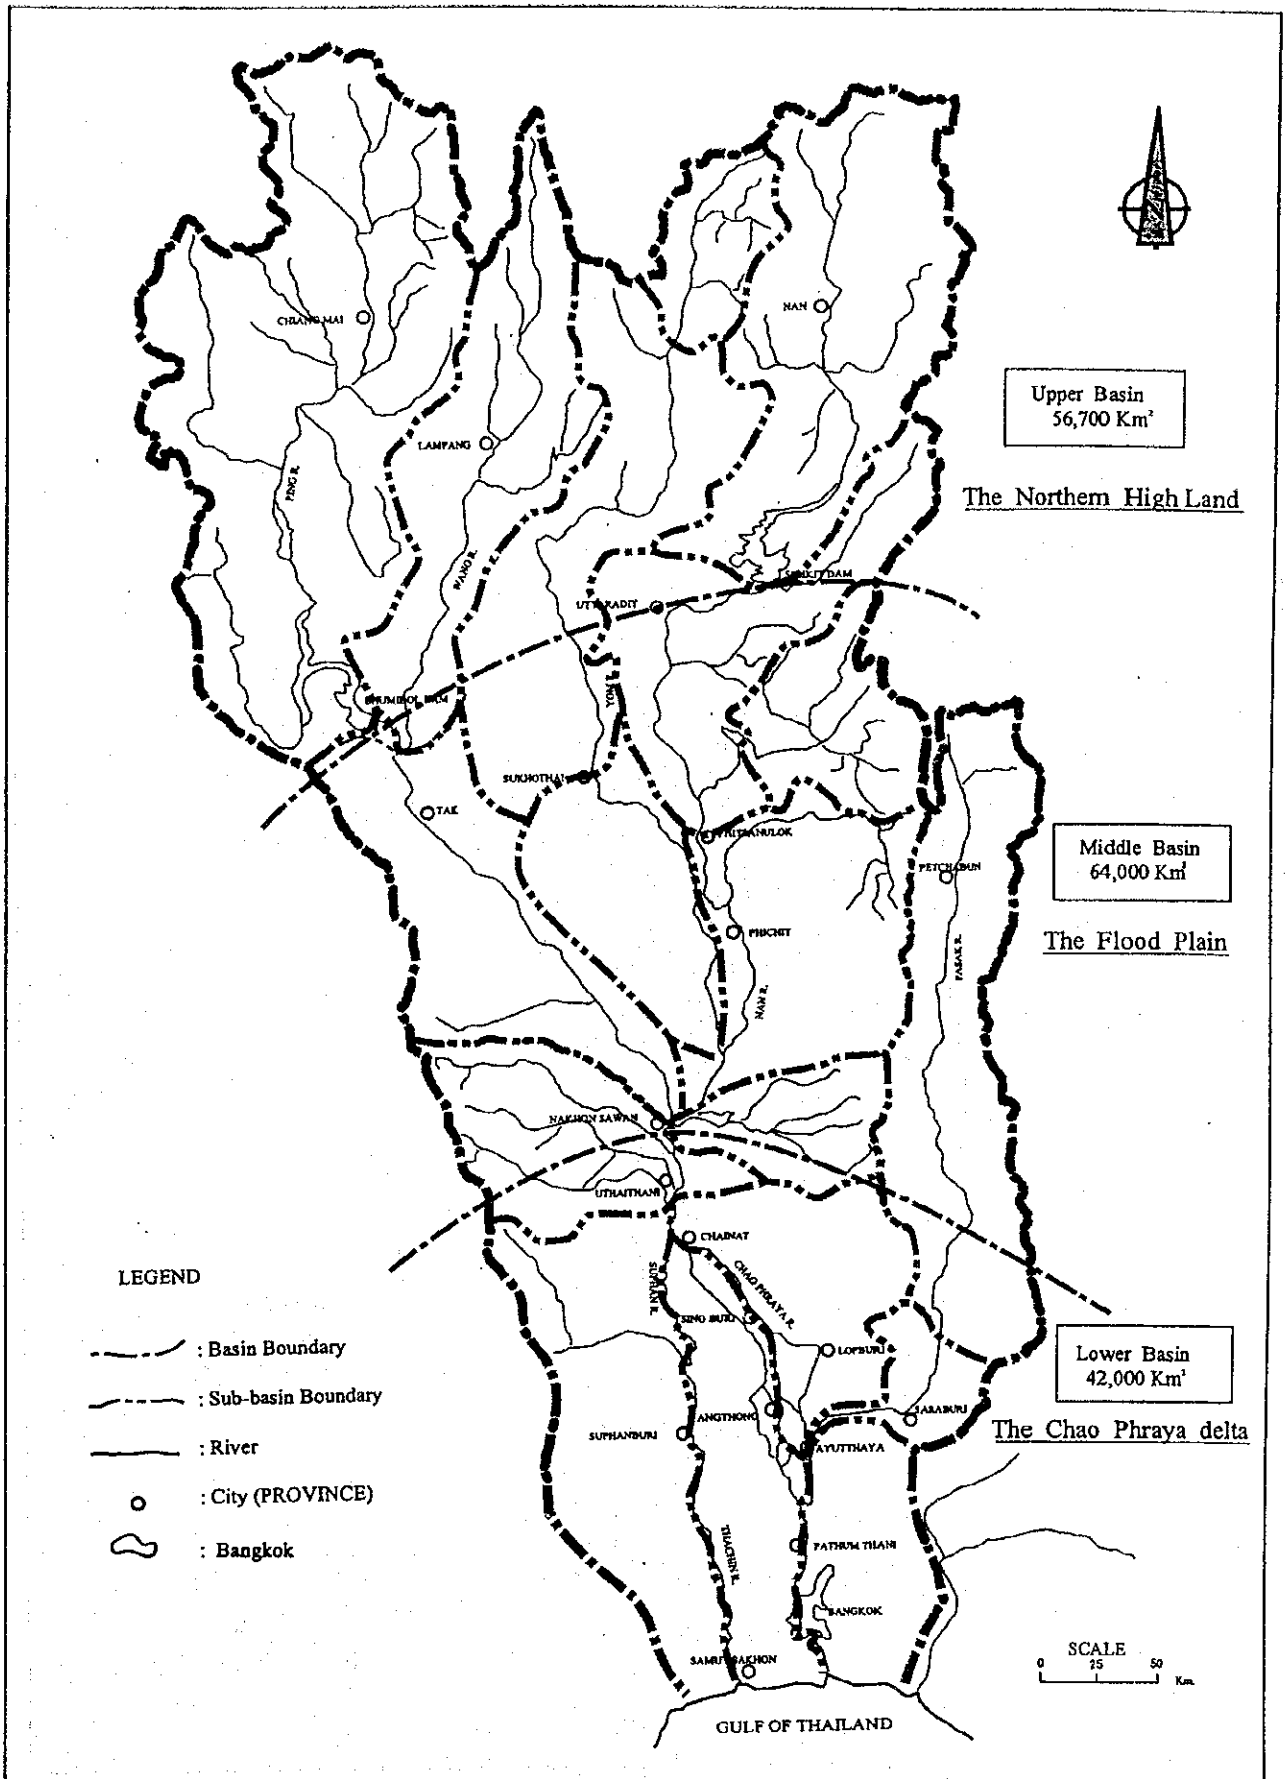 CHIANG MAI
NAN
Upper Basin
56,700 Km²
LAMPANG
PING R.
The Northern High Land
WANG R.
UTTARADIT
YOM R.
SUKHOTHAI
TAK
Middle Basin
64,000 Km²
PETCHABUN
PHICHIT
The Flood Plain
PASAK R.
NAN R.
NAKHON SAWAN
UTHAITHANI
CHAINAT
CHAO PHRAYA R.
LEGEND
SING BURI
: Basin Boundary
LOPBURI
Lower Basin
42,000 Km²
: Sub-basin Boundary
ANGTHONG
SARABURI
The Chao Phraya delta
SUPHANBURI
AYUTTHAYA
: River
: City (PROVINCE)
PATHUM THANI
: Bangkok
THACHIN R.
BANGKOK
SAMUT SAKHON
SCALE
0 25 50
Km.
GULF OF THAILAND